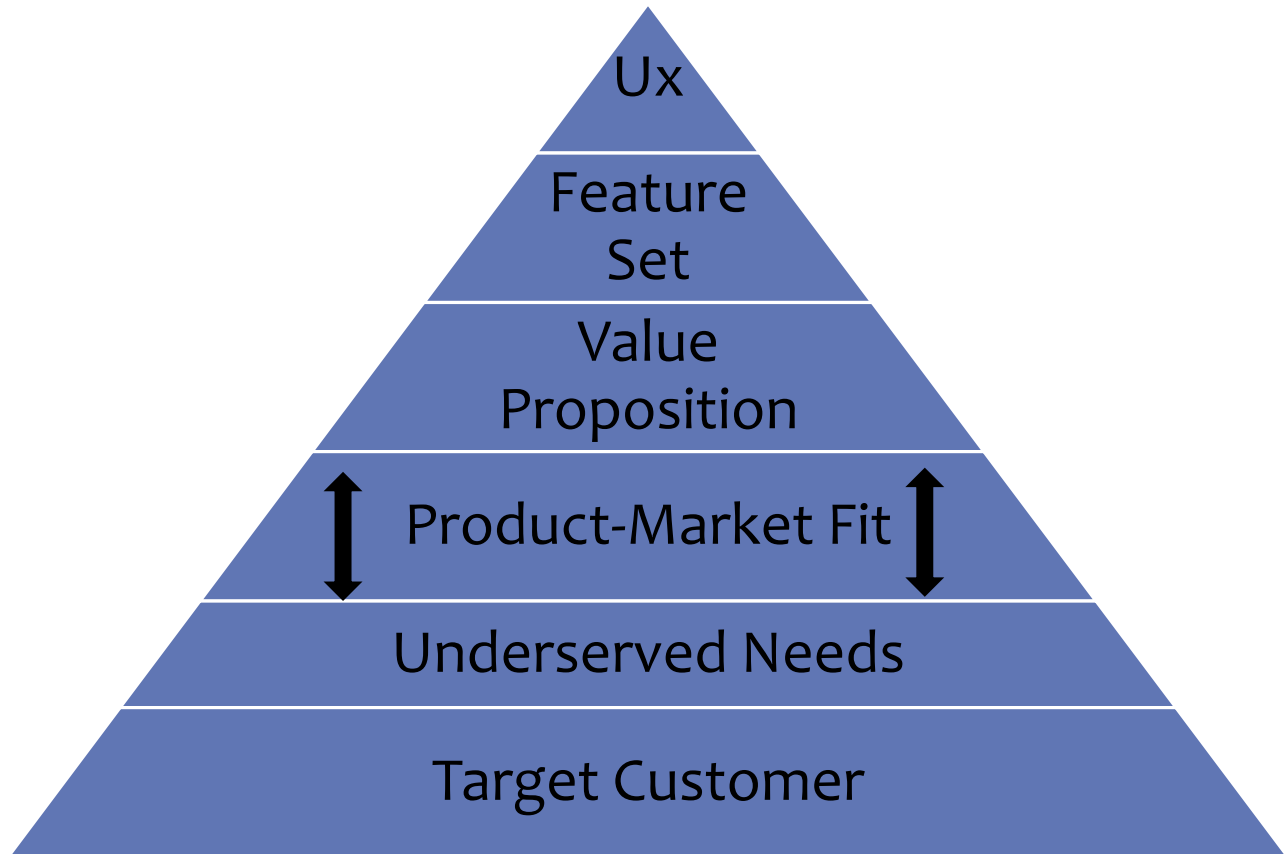 Ux
Feature
Set
Value
Proposition
Product-Market Fit
Underserved Needs
Target Customer